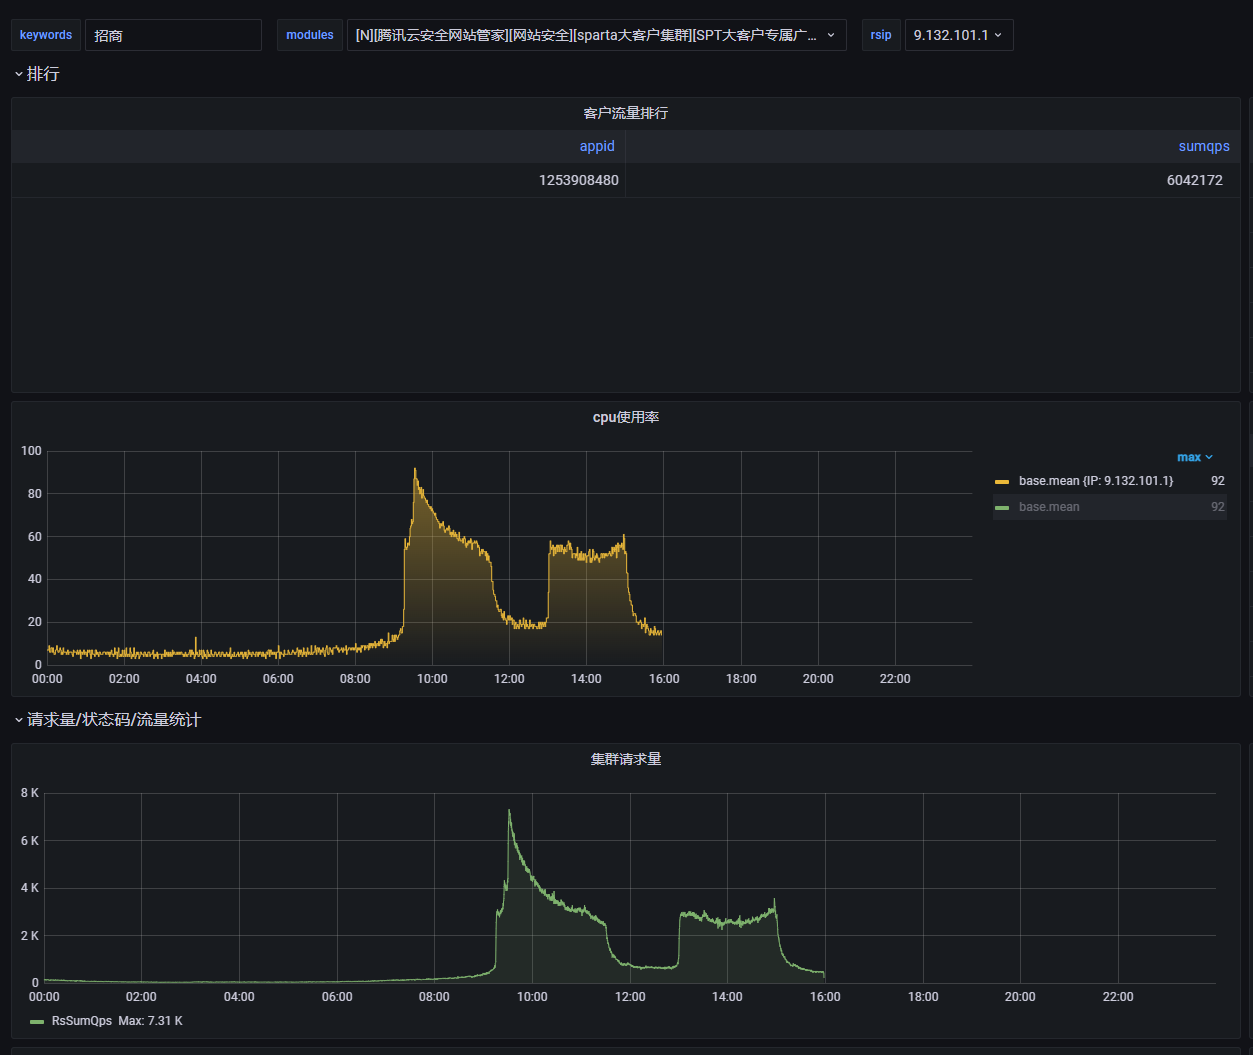 keywords 招商 modules [N][腾讯云安全网站管家][网站安全][sparta大客户集群][SPT大客户专属广... rsip 9.132.101.1
排行
客户流量排行
appid sumqps
1253908480 6042172
cpu使用率
100
80
60
40
20
0
00:00 02:00 04:00 06:00 08:00 10:00 12:00 14:00 16:00 18:00 20:00 22:00
max
base.mean {IP: 9.132.101.1} 92
base.mean 92
请求量/状态码/流量统计
集群请求量
8 K
6 K
4 K
2 K
0
00:00 02:00 04:00 06:00 08:00 10:00 12:00 14:00 16:00 18:00 20:00 22:00
RsSumQps Max: 7.31 K